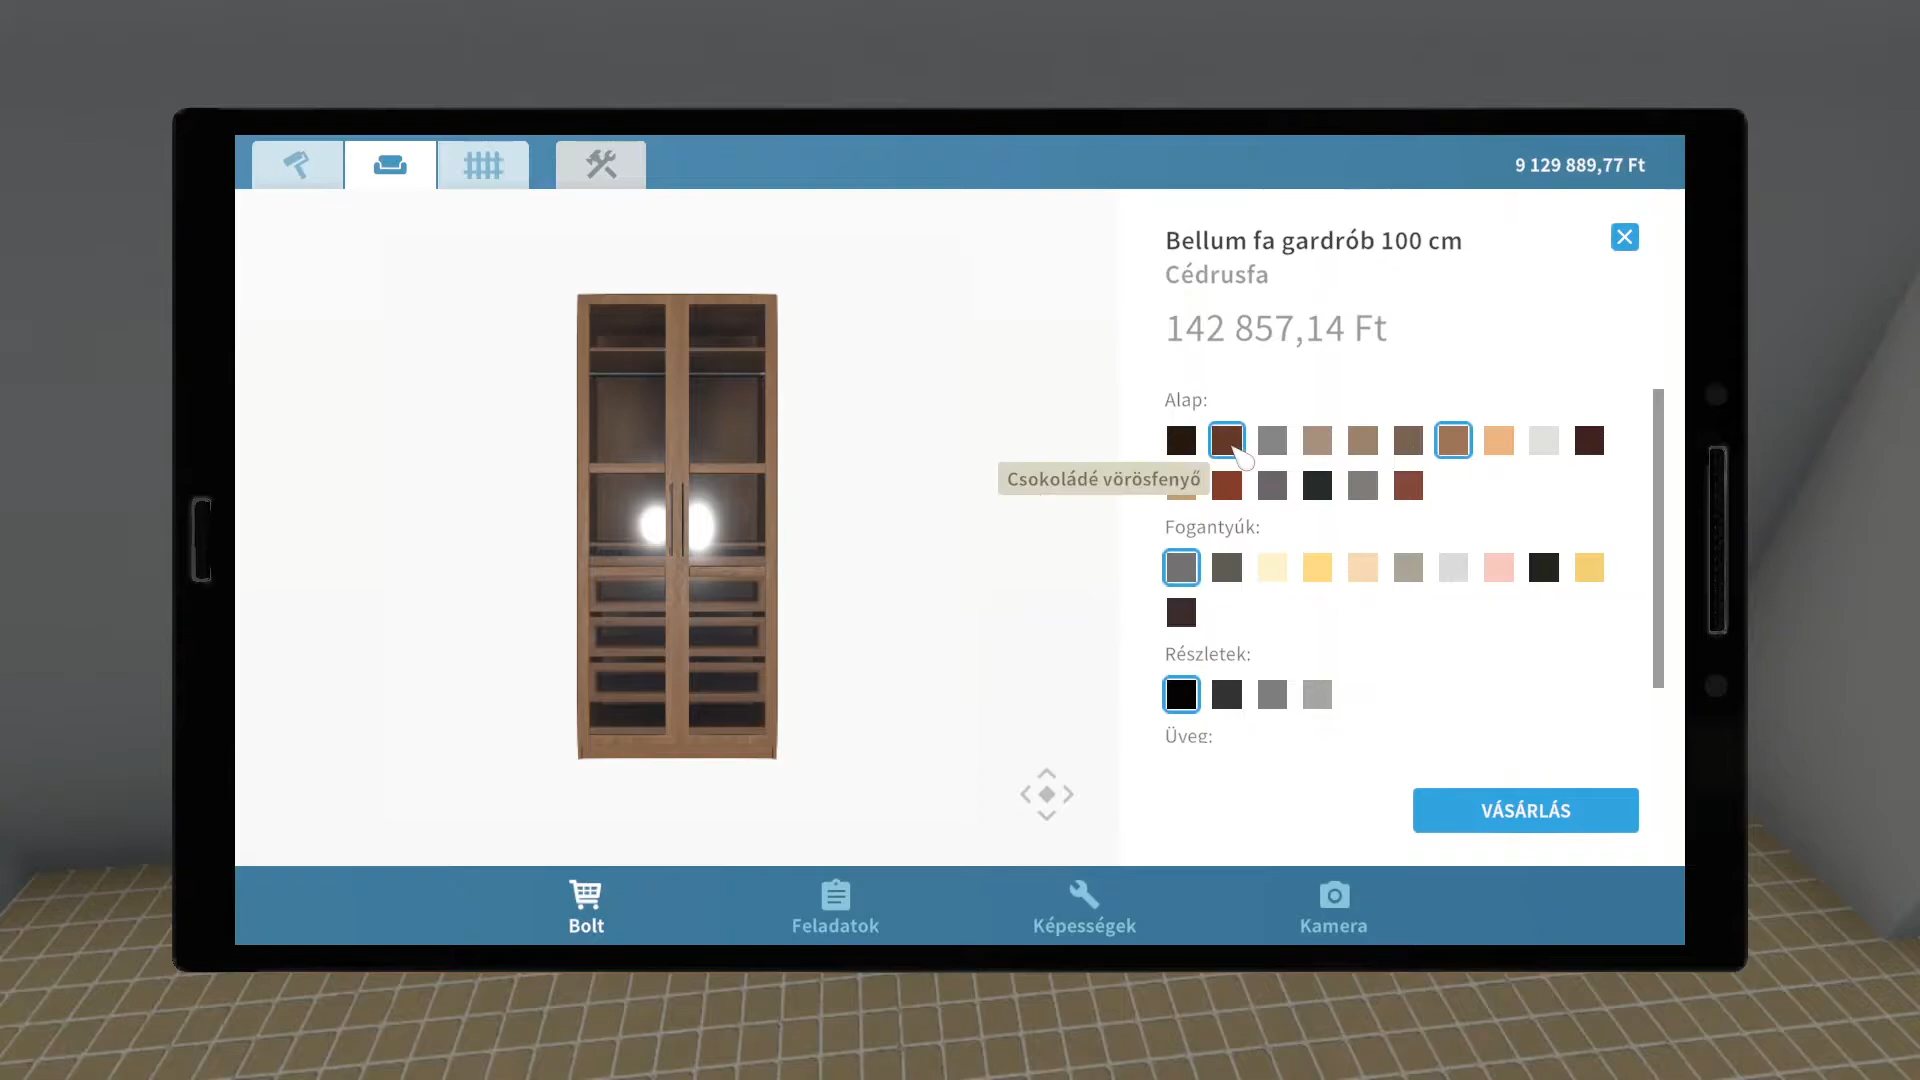 9 129 889,77 Ft
Bellum fa gardrób 100 cm
Cédrusfa
142 857,14 Ft
Alap:
Csokoládé vörösfenyő
Fogantyúk:
Részletek:
Üveg:
VÁSÁRLÁS
Bolt
Feladatok
Képességek
Kamera